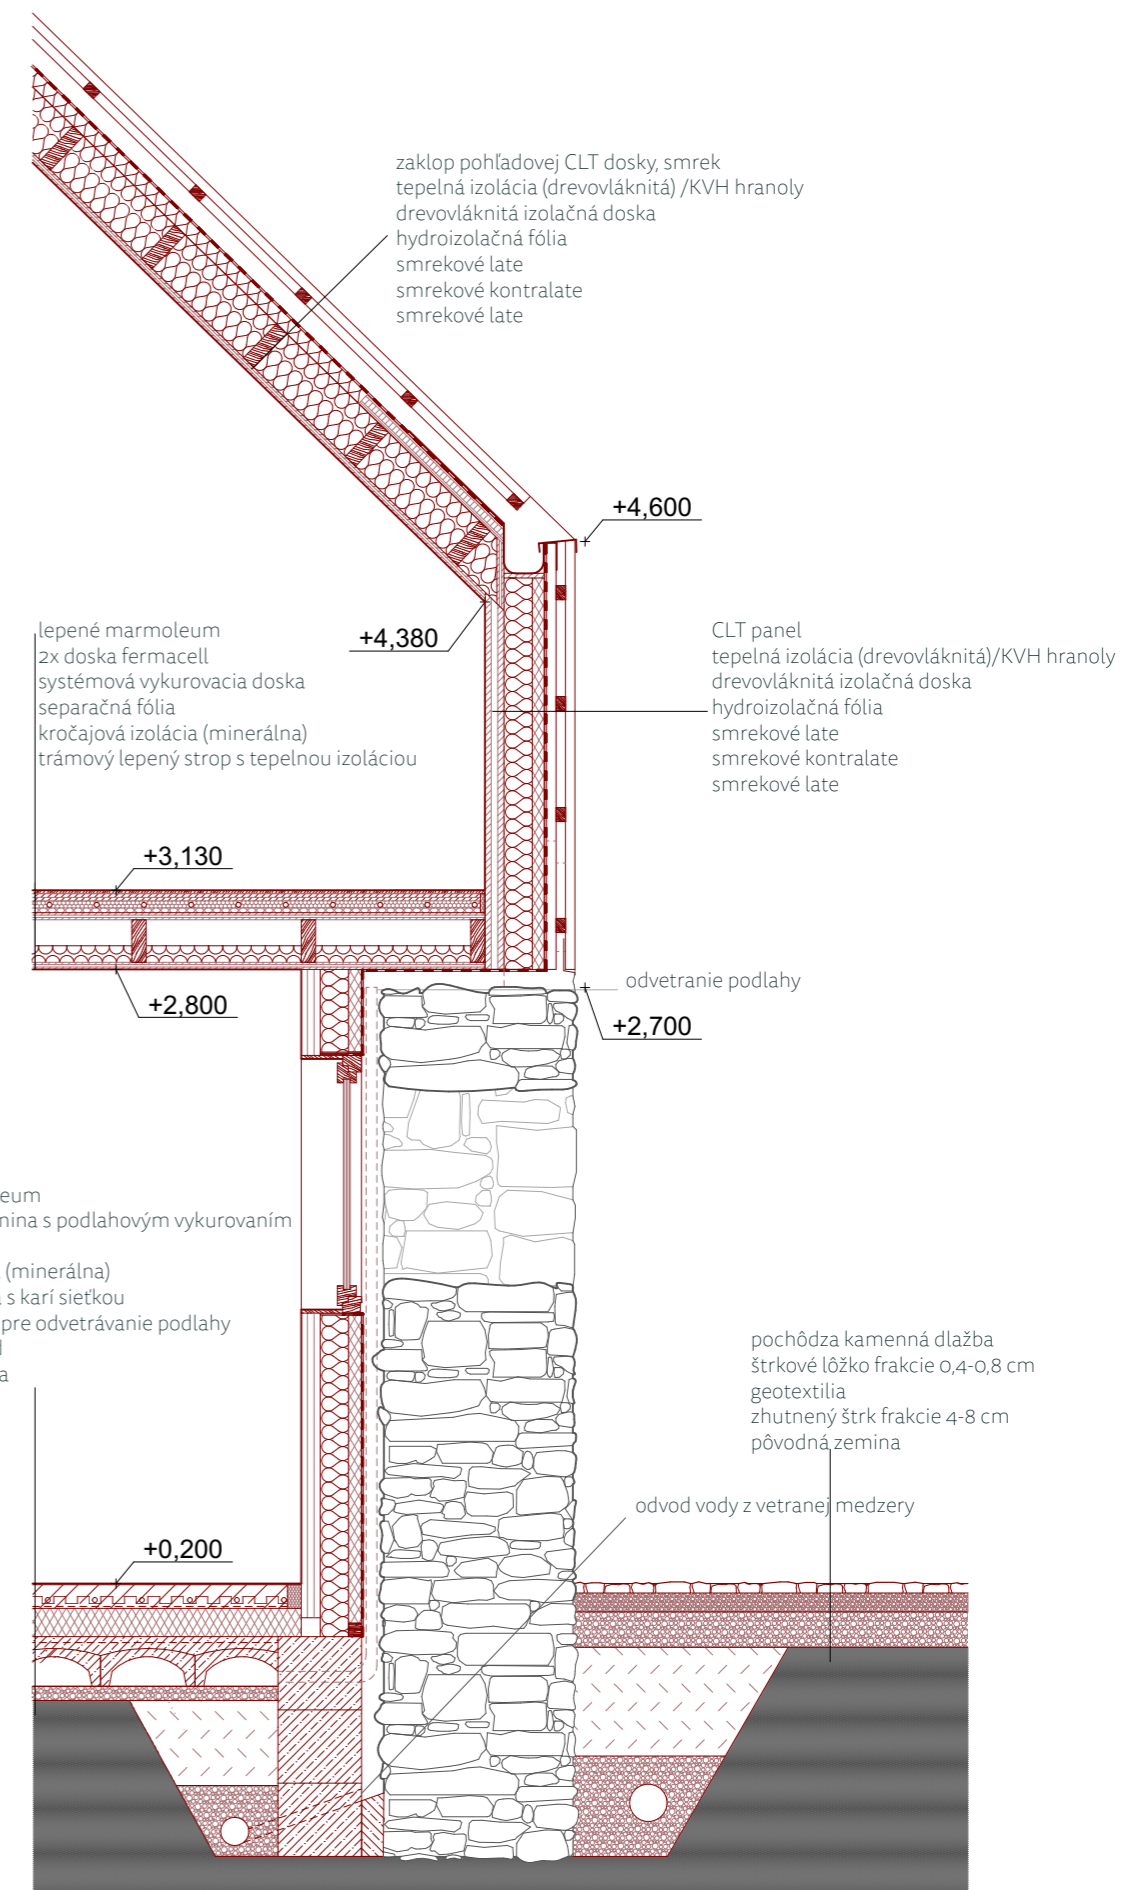 zaklop pohľadovej CLT dosky, smrek
tepelná izolácia (drevovláknitá) /KVH hranoly
drevovláknitá izolačná doska
hydroizolačná fólia
smrekové late
smrekové kontralate
smrekové late
+4,600
+4,380
lepené marmoleum
2x doska fermacell
systémová vykurovacia doska
separačná fólia
kročajová izolácia (minerálna)
trámový lepený strop s tepelnou izoláciou
CLT panel
tepelná izolácia (drevovláknitá)/KVH hranoly
drevovláknitá izolačná doska
hydroizolačná fólia
smrekové late
smrekové kontralate
smrekové late
+3,130
+2,800
odvetranie podlahy
+2,700
eum
nina s podlahovým vykurovaním
(minerálna)
s karí sieťkou
pre odvetrávanie podlahy
a
pochôdza kamenná dlažba
štrkové lôžko frakcie 0,4-0,8 cm
geotextilia
zhutnený štrk frakcie 4-8 cm
pôvodná zemina
odvod vody z vetranej medzery
+0,200